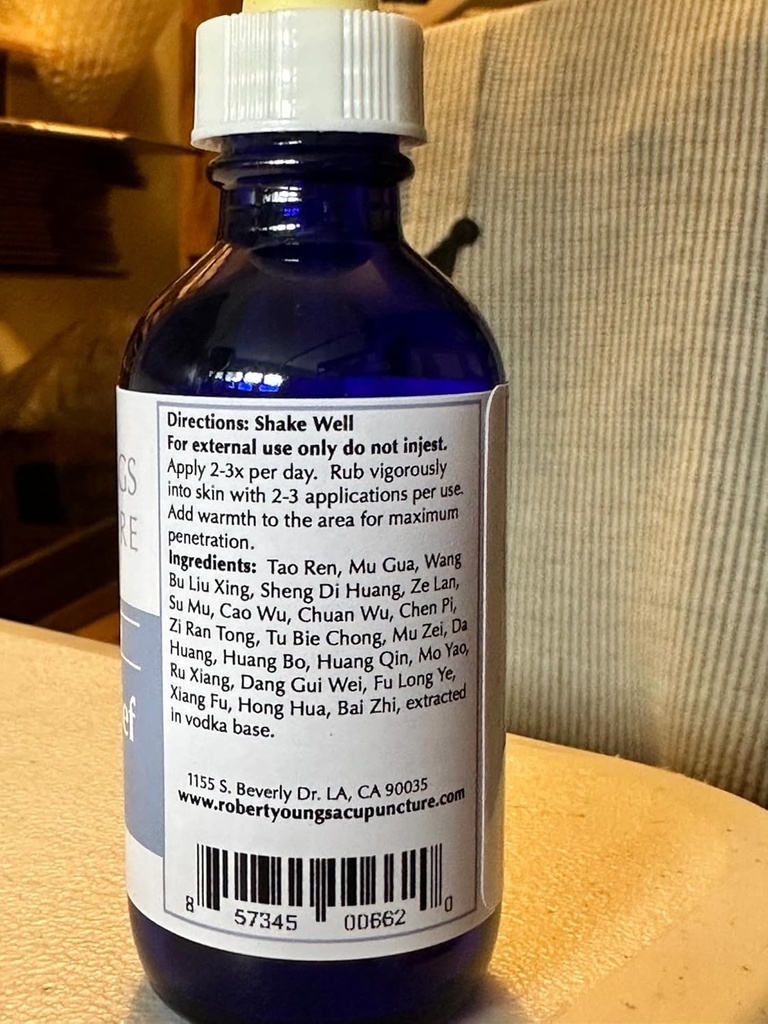 GS
RE
ef
Directions: Shake Well
For external use only do not injest.
Apply 2-3x per day. Rub vigorously
into skin with 2-3 applications per use.
Add warmth to the area for maximum
penetration.
Ingredients: Tao Ren, Mu Gua, Wang
Bu Liu Xing, Sheng Di Huang, Ze Lan,
Su Mu, Cao Wu, Chuan Wu, Chen Pi,
Zi Ran Tong, Tu Bie Chong, Mu Zei, Da
Huang, Huang Bo, Huang Qin, Mo Yao,
Ru Xiang, Dang Gui Wei, Fu Long Ye,
Xiang Fu, Hong Hua, Bai Zhi, extracted
in vodka base.
1155 S. Beverly Dr. LA, CA 90035
www.robertyoungsacupuncture.com
8 57345 00662 0